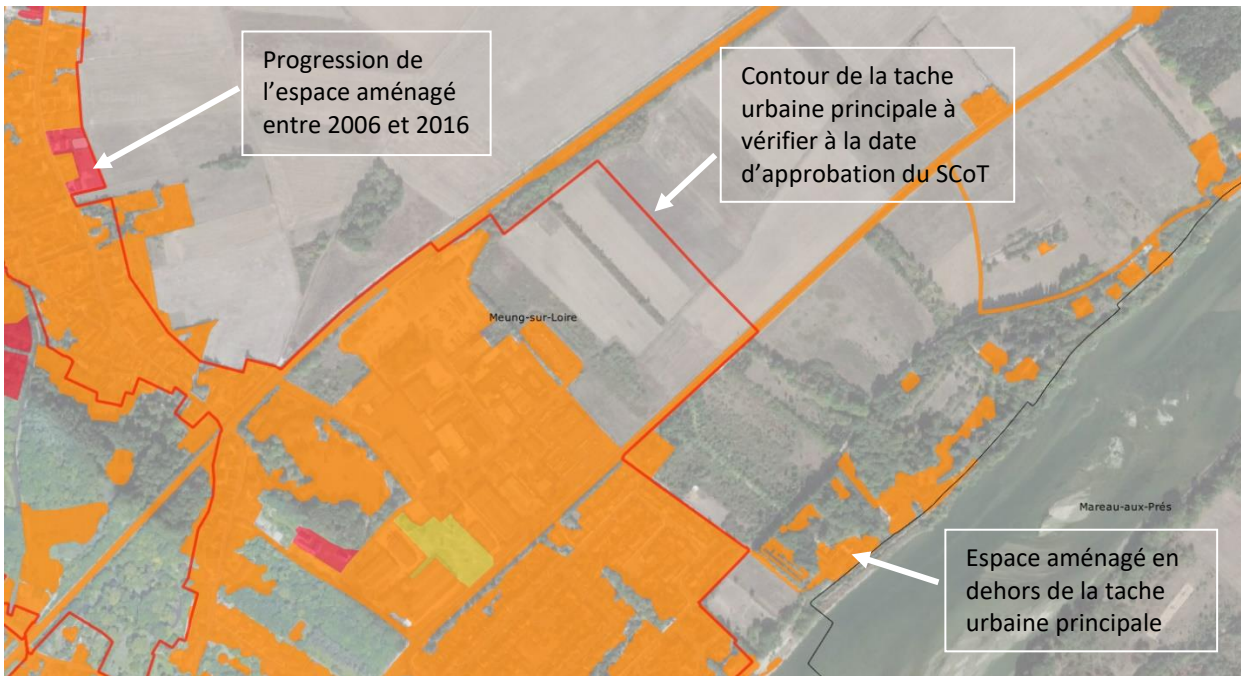 Progression de
l’espace aménagé
entre 2006 et 2016
Contour de la tache
urbaine principale à
vérifier à la date
d’approbation du SCoT
Meung-sur-Loire
Mareau-aux-Prés
Espace aménagé en
dehors de la tache
urbaine principale